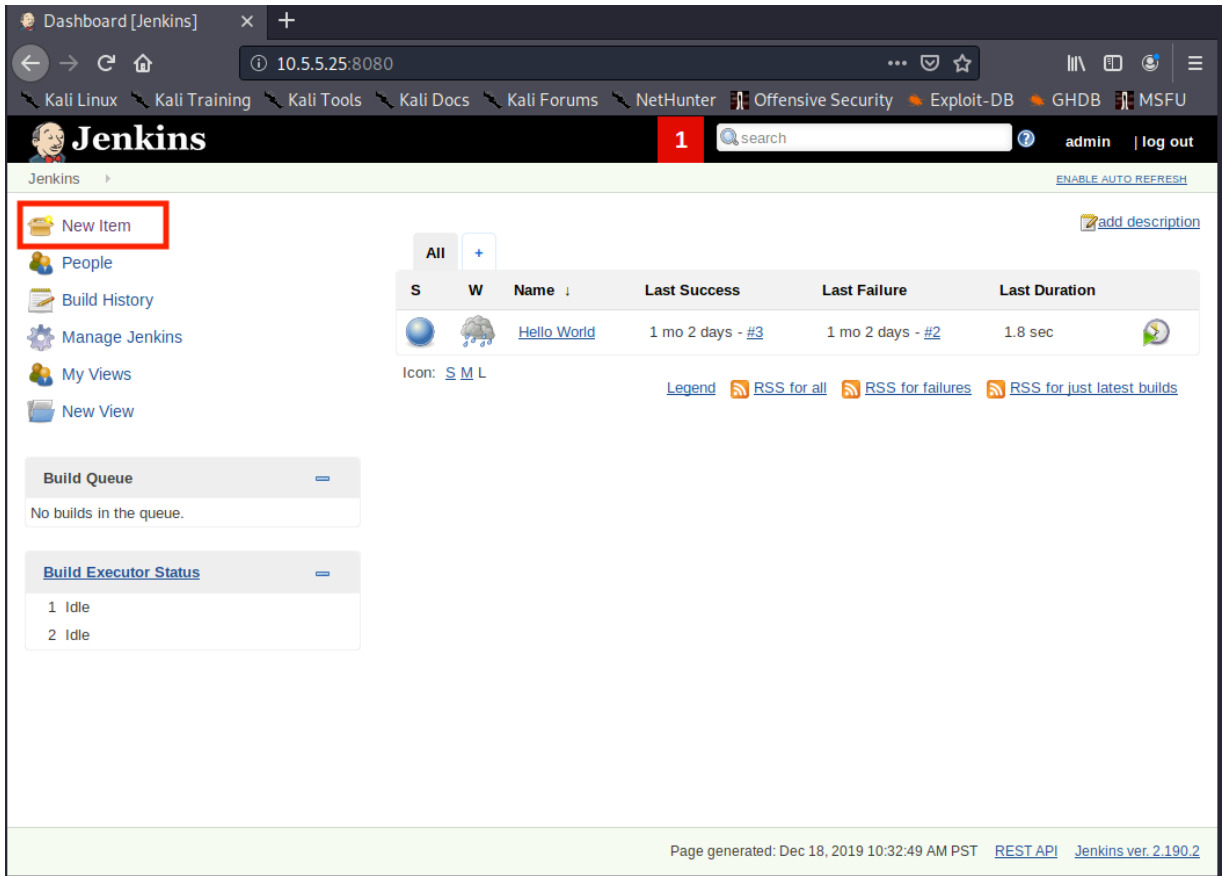 Dashboard [Jenkins]
10.5.5.25:8080
Kali Linux Kali Training Kali Tools Kali Docs Kali Forums NetHunter Offensive Security Exploit-DB GHDB MSFU
Jenkins 1 search admin | log out
Jenkins ENABLE AUTO REFRESH
New Item
People
Build History
Manage Jenkins
My Views
New View
Build Queue
No builds in the queue.
Build Executor Status
1 Idle
2 Idle
add description
All +
S W Name ↓ Last Success Last Failure Last Duration
Hello World 1 mo 2 days - #3 1 mo 2 days - #2 1.8 sec
Icon: S M L
Legend RSS for all RSS for failures RSS for just latest builds
Page generated: Dec 18, 2019 10:32:49 AM PST REST API Jenkins ver. 2.190.2